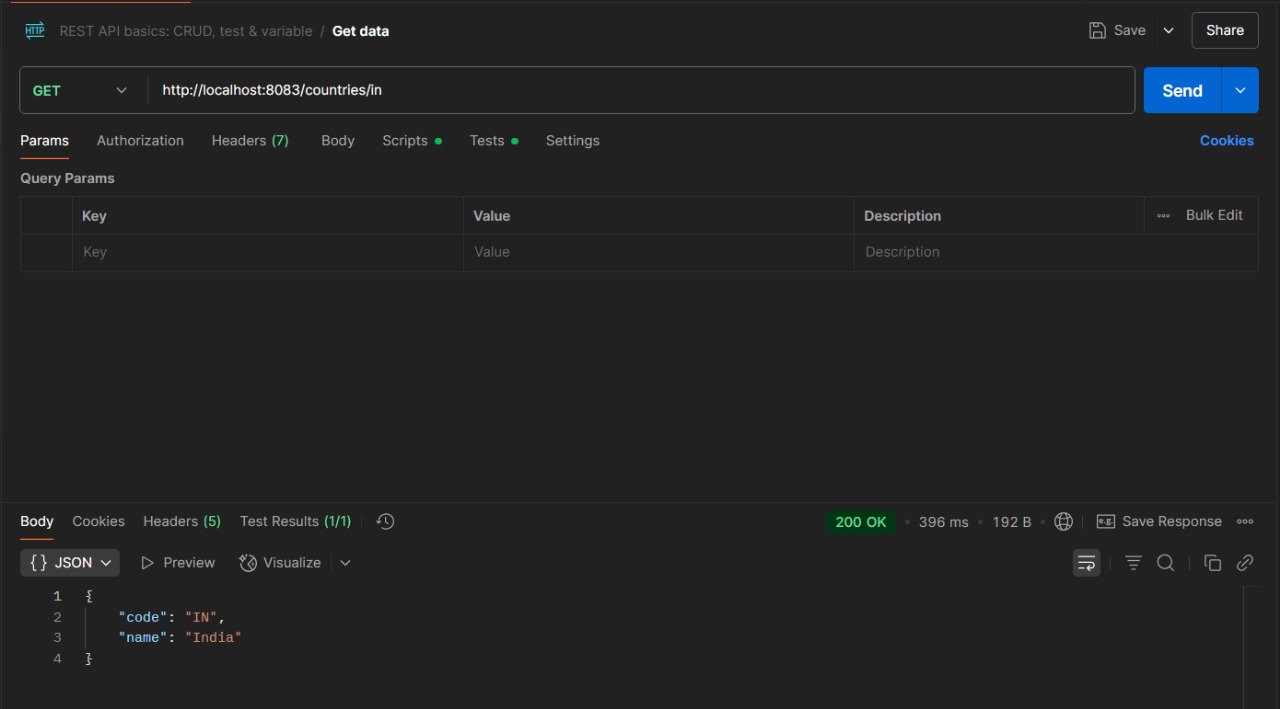 HTTP REST API basics: CRUD, test & variable / Get data Save Share
GET http://localhost:8083/countries/in Send
Params Authorization Headers (7) Body Scripts Tests Settings Cookies
Query Params
Key Value Description Bulk Edit
Key Value Description
Body Cookies Headers (5) Test Results (1/1) 200 OK • 396 ms • 192 B • e.g. Save Response
{} JSON Preview Visualize
1 {
2 "code": "IN",
3 "name": "India"
4 }